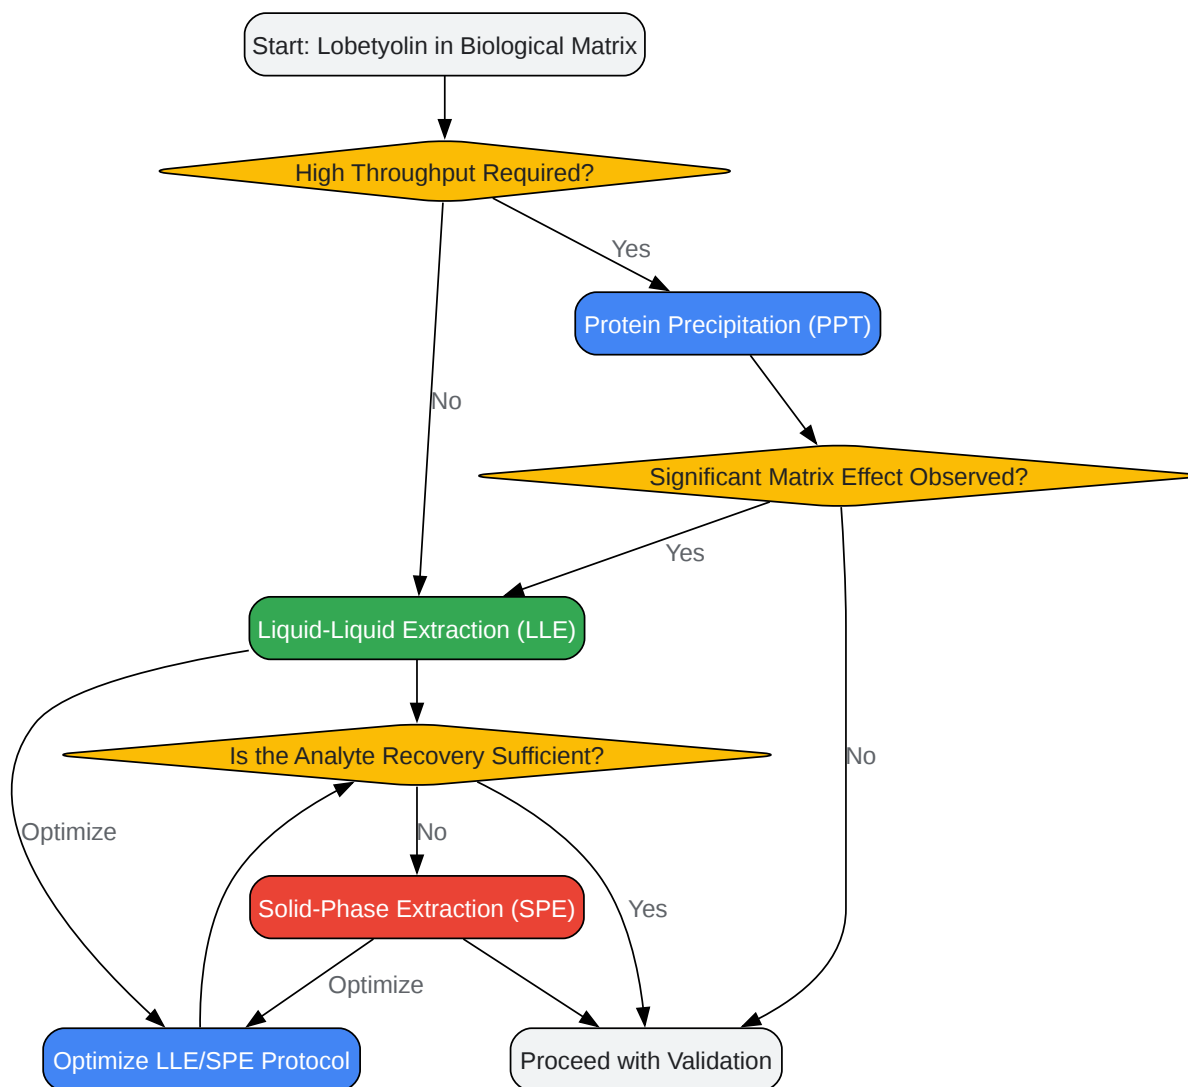 Start: Lobetyolin in Biological Matrix
High Throughput Required?
Yes
Protein Precipitation (PPT)
No
Significant Matrix Effect Observed?
Yes
Liquid-Liquid Extraction (LLE)
Is the Analyte Recovery Sufficient?
No
Optimize
No
Solid-Phase Extraction (SPE)
Yes
Optimize
Optimize LLE/SPE Protocol
Proceed with Validation